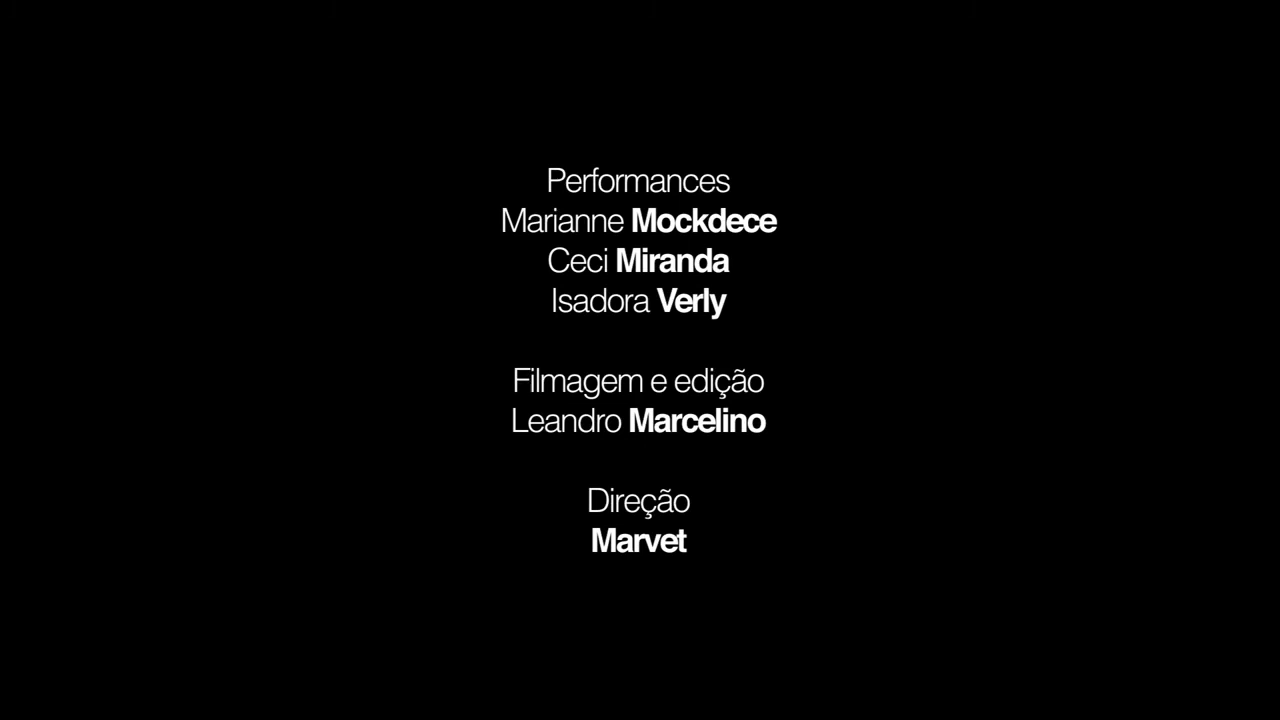 Performances
Marianne Mockdece
Ceci Miranda
Isadora Verly
Filmagem e edição
Leandro Marcelino
Direção
Marvet